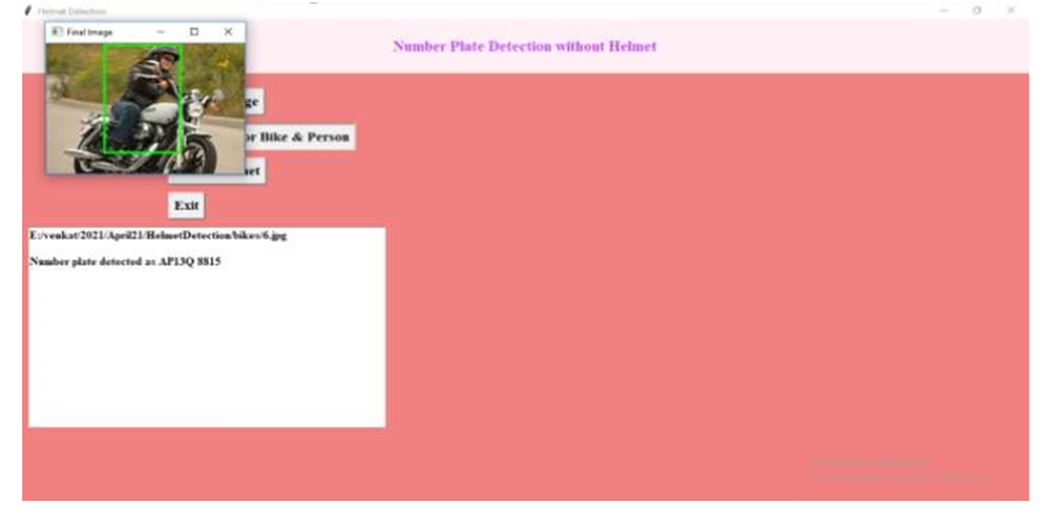 Helmet Detection
Final Image
Number Plate Detection without Helmet
ge
or Bike & Person
net
Exit
E:/venkat/2021/April21/HelmetDetection/bikes/6.jpg
Number plate detected as AP13Q 8815